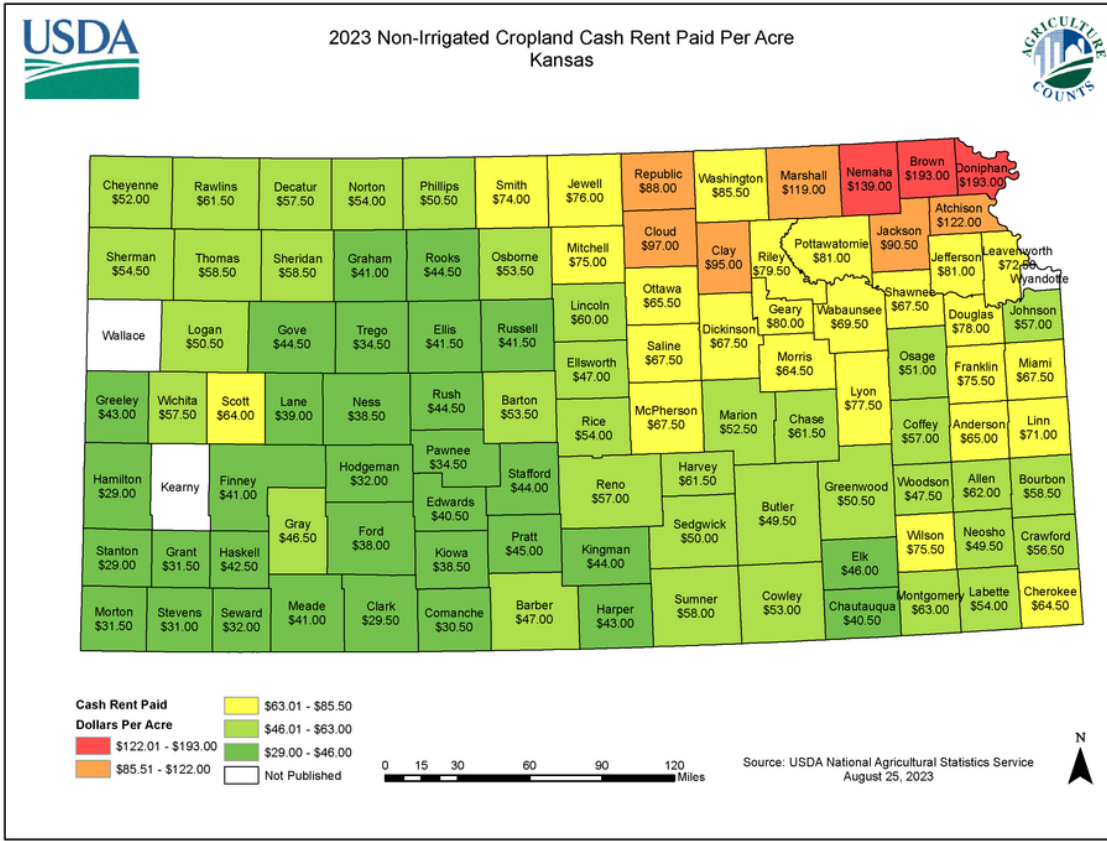 USDA
2023 Non-Irrigated Cropland Cash Rent Paid Per Acre
Kansas
AGRICULTURE
COUNTS
Cheyenne
$52.00
Rawlins
$61.50
Decatur
$57.50
Norton
$54.00
Phillips
$50.50
Smith
$74.00
Jewell
$76.00
Republic
$88.00
Washington
$85.50
Marshall
$119.00
Nemaha
$139.00
Brown
$193.00
Doniphan
$193.00
Sherman
$54.50
Thomas
$58.50
Sheridan
$58.50
Graham
$41.00
Rooks
$44.50
Osborne
$53.50
Mitchell
$75.00
Cloud
$97.00
Clay
$95.00
Riley
$79.50
Pottawatomie
$81.00
Jackson
$90.50
Atchison
$122.00
Jefferson
$81.00
Leavenworth
$72.50
Wyandotte
Wallace
Logan
$50.50
Gove
$44.50
Trego
$34.50
Ellis
$41.50
Russell
$41.50
Lincoln
$60.00
Ottawa
$65.50
Saline
$67.50
Dickinson
$67.50
Geary
$80.00
Wabaunsee
$69.50
Shawnee
$67.50
Douglas
$78.00
Johnson
$57.00
Greeley
$43.00
Wichita
$57.50
Scott
$64.00
Lane
$39.00
Ness
$38.50
Rush
$44.50
Barton
$53.50
Ellsworth
$47.00
Rice
$54.00
McPherson
$67.50
Marion
$52.50
Morris
$64.50
Chase
$61.50
Lyon
$77.50
Osage
$51.00
Franklin
$75.50
Miami
$67.50
Coffey
$57.00
Anderson
$65.00
Linn
$71.00
Hamilton
$29.00
Kearny
Finney
$41.00
Hodgeman
$32.00
Pawnee
$34.50
Stafford
$44.00
Edwards
$40.50
Gray
$46.50
Ford
$38.00
Reno
$57.00
Harvey
$61.50
Sedgwick
$50.00
Butler
$49.50
Greenwood
$50.50
Woodson
$47.50
Allen
$62.00
Bourbon
$58.50
Stanton
$29.00
Grant
$31.50
Haskell
$42.50
Kiowa
$38.50
Pratt
$45.00
Kingman
$44.00
Elk
$46.00
Wilson
$75.50
Neosho
$49.50
Crawford
$56.50
Morton
$31.50
Stevens
$31.00
Seward
$32.00
Meade
$41.00
Clark
$29.50
Comanche
$30.50
Barber
$47.00
Harper
$43.00
Sumner
$58.00
Cowley
$53.00
Chautauqua
$40.50
Montgomery
$63.00
Labette
$54.00
Cherokee
$64.50
Cash Rent Paid
Dollars Per Acre
$122.01 - $193.00
$85.51 - $122.00
$63.01 - $85.50
$46.01 - $63.00
$29.00 - $46.00
Not Published
0 15 30 60 90 120
Miles
Source: USDA National Agricultural Statistics Service
August 25, 2023
N